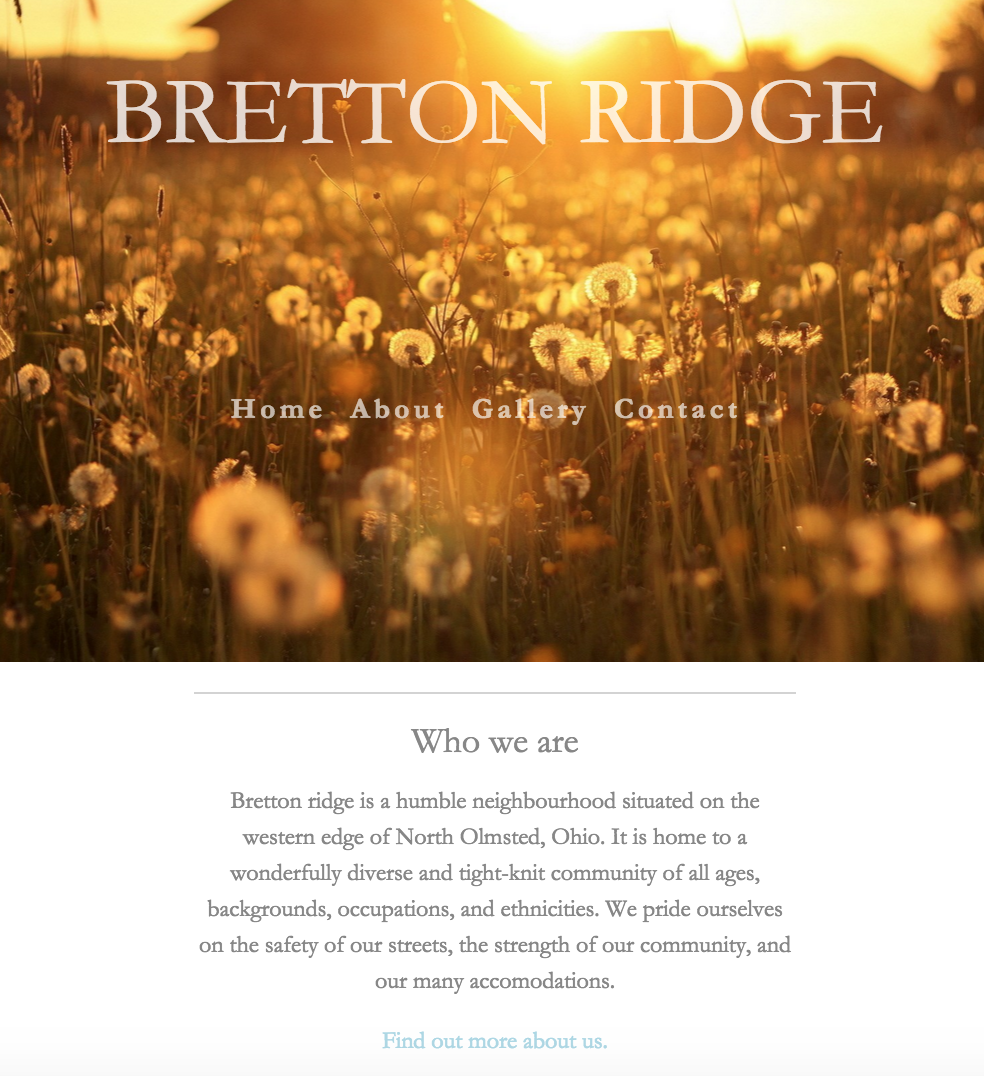 BRETTON RIDGE
Home About Gallery Contact
Who we are
Bretton ridge is a humble neighbourhood situated on the
western edge of North Olmsted, Ohio. It is home to a
wonderfully diverse and tight-knit community of all ages,
backgrounds, occupations, and ethnicities. We pride ourselves
on the safety of our streets, the strength of our community, and
our many accomodations.
Find out more about us.